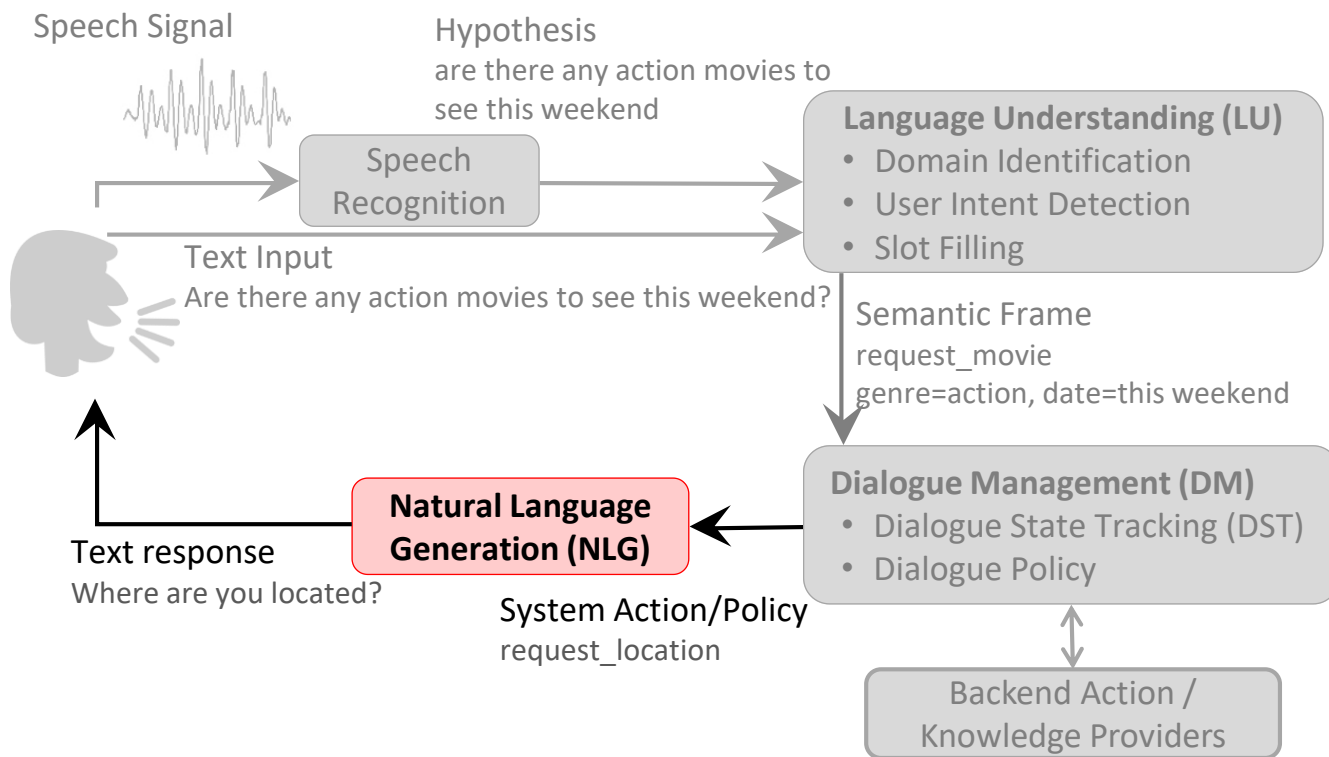 Speech Signal
Hypothesis
are there any action movies to
see this weekend
Speech
Recognition
Language Understanding (LU)
• Domain Identification
• User Intent Detection
• Slot Filling
Text Input
Are there any action movies to see this weekend?
Semantic Frame
request_movie
genre=action, date=this weekend
Dialogue Management (DM)
• Dialogue State Tracking (DST)
• Dialogue Policy
Natural Language
Generation (NLG)
Text response
Where are you located?
System Action/Policy
request_location
Backend Action /
Knowledge Providers